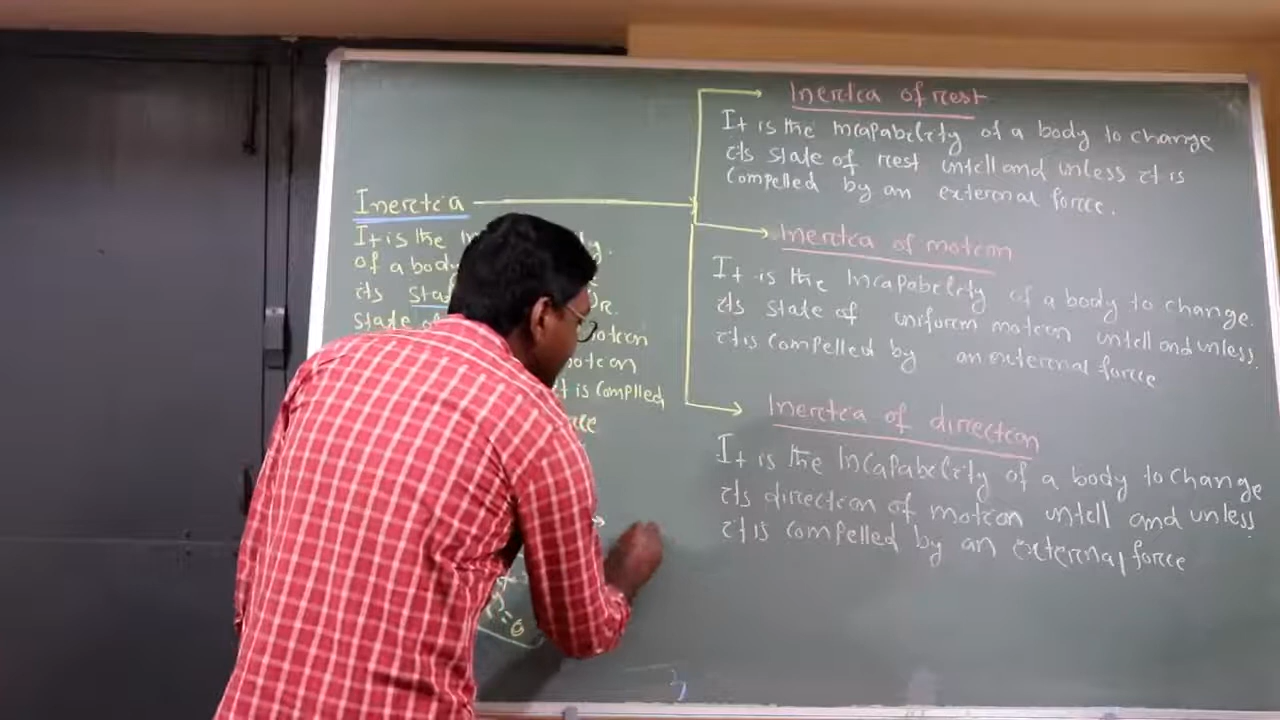 Inertia
It is the
of a body
its
state of motion
motion
it is Complled
Inertia of rest
It is the incapability of a body to change
its state of rest untill and unless it is
Compelled by an external force.
Inertia of motion
It is the Incapability of a body to change.
its state of uniform motion untill and unless.
it is compelled by an external force
Inertia of direction
It is the Incapability of a body to change
its direction of motion untill and unless.
it is compelled by an external force